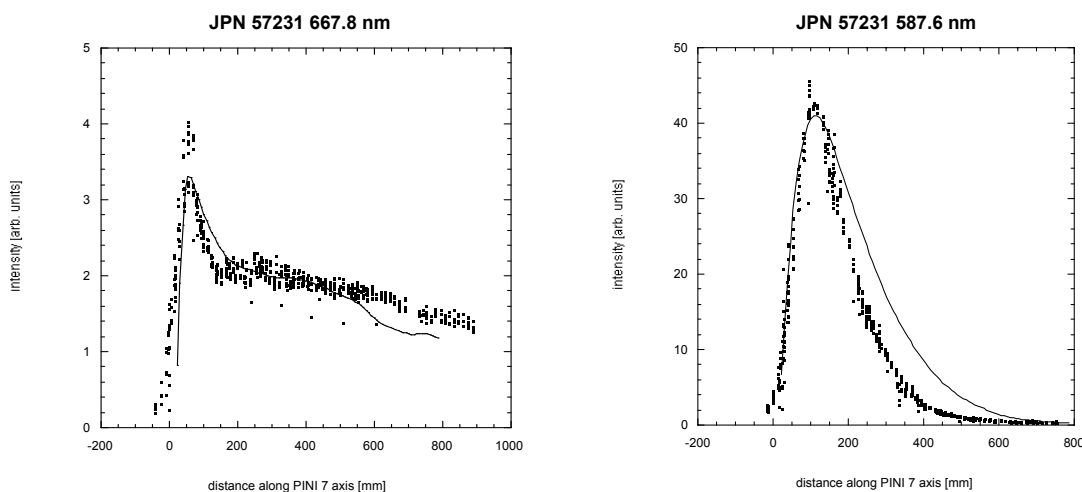 JPN 57231 667.8 nm
5
4
3
2
1
0
intensity [arb. units]
-200 0 200 400 600 800 1000
distance along PINI 7 axis [mm]
JPN 57231 587.6 nm
50
40
30
20
10
0
intensity [arb. units]
-200 0 200 400 600 800
distance along PINI 7 axis [mm]